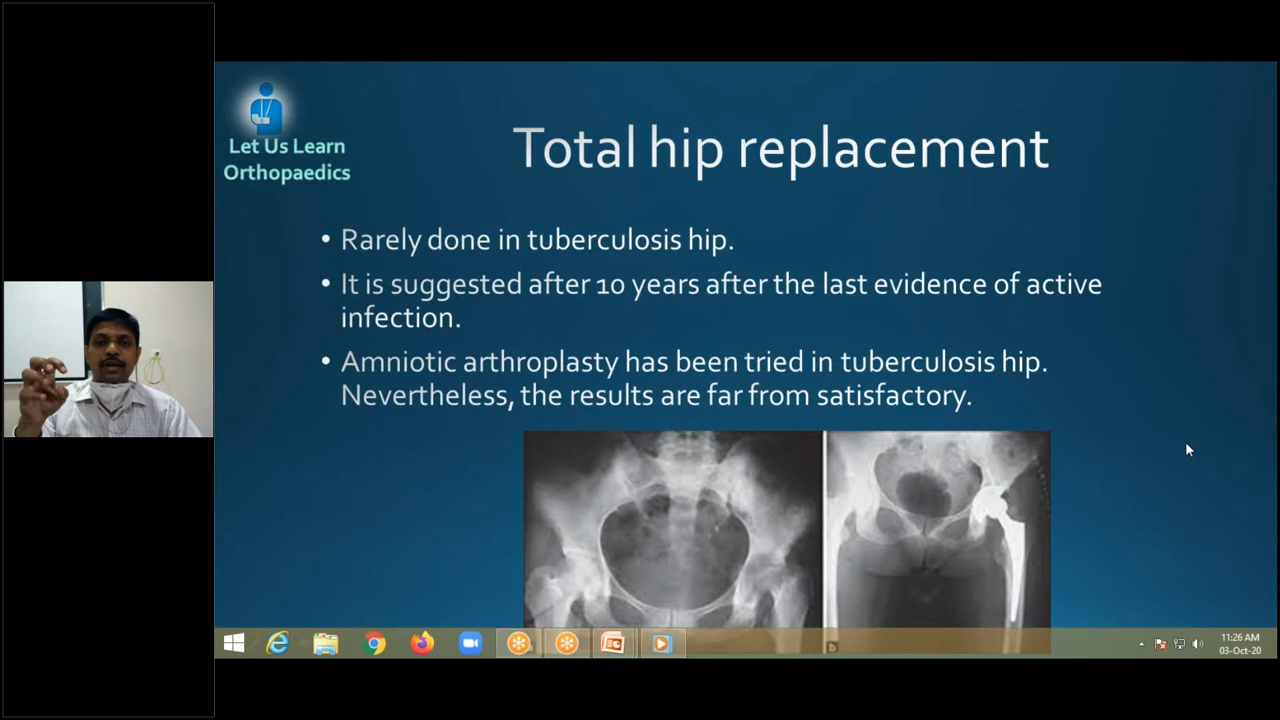 Let Us Learn
Orthopaedics
Total hip replacement
• Rarely done in tuberculosis hip.
• It is suggested after 10 years after the last evidence of active
infection.
• Amniotic arthroplasty has been tried in tuberculosis hip.
Nevertheless, the results are far from satisfactory.
b
11:26 AM
03-Oct-20